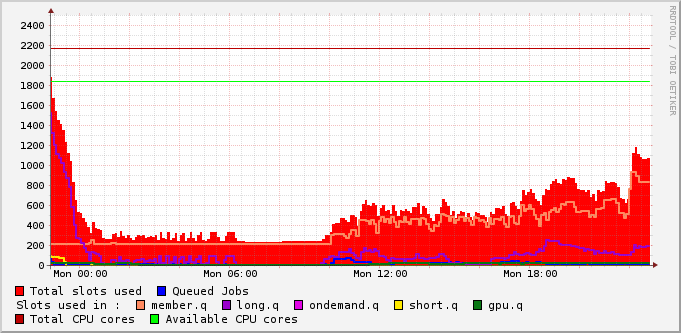 RRDTOOL / TOBI OETIKER
2400
2200
2000
1800
1600
1400
1200
1000
800
600
400
200
0
Mon 00:00 Mon 06:00 Mon 12:00 Mon 18:00
Total slots used Queued Jobs
Slots used in : member.q long.q ondemand.q short.q gpu.q
Total CPU cores Available CPU cores